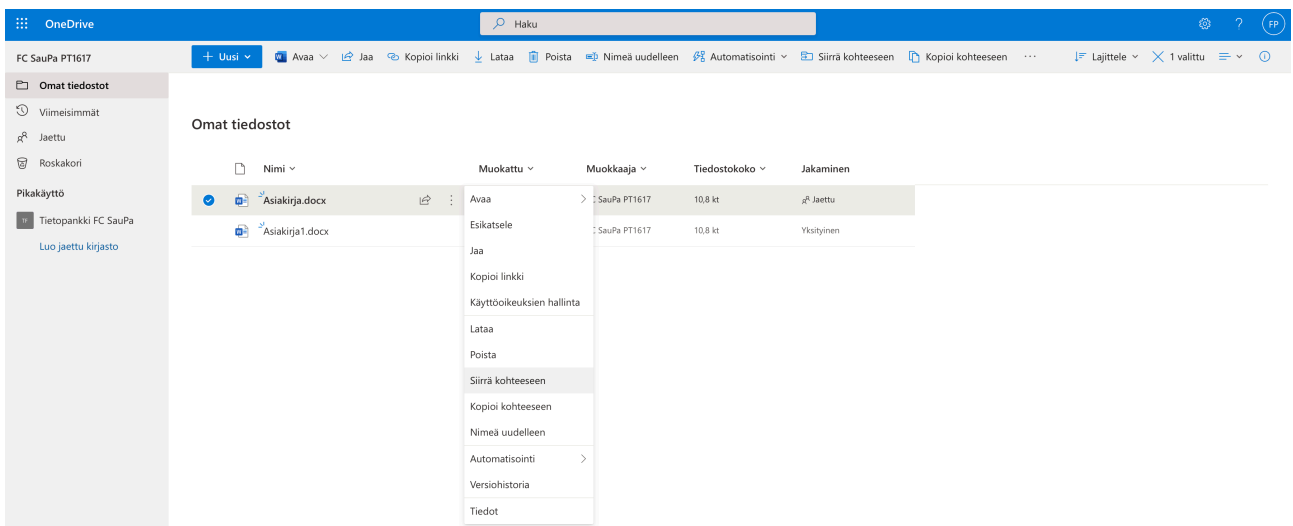 OneDrive
Haku
?
FP
FC SauPa PT1617
+ Uusi
Avaa
Jaa
Kopioi linkki
Lataa
Poista
Nimeä uudelleen
Automatisointi
Siirrä kohteeseen
Kopioi kohteeseen
...
Lajittele
1 valittu
Omat tiedostot
Viimeisimmät
Jaettu
Roskakori
Pikakäyttö
TF
Tietopankki FC SauPa
Luo jaettu kirjasto
Omat tiedostot
Nimi
Muokattu
Muokkaaja
Tiedostokoko
Jakaminen
Asiakirja.docx
SauPa PT1617
10,8 kt
Jaettu
Asiakirja1.docx
SauPa PT1617
10,8 kt
Yksityinen
Avaa
Esikatsele
Jaa
Kopioi linkki
Käyttöoikeuksien hallinta
Lataa
Poista
Siirrä kohteeseen
Kopioi kohteeseen
Nimeä uudelleen
Automatisointi
Versiohistoria
Tiedot